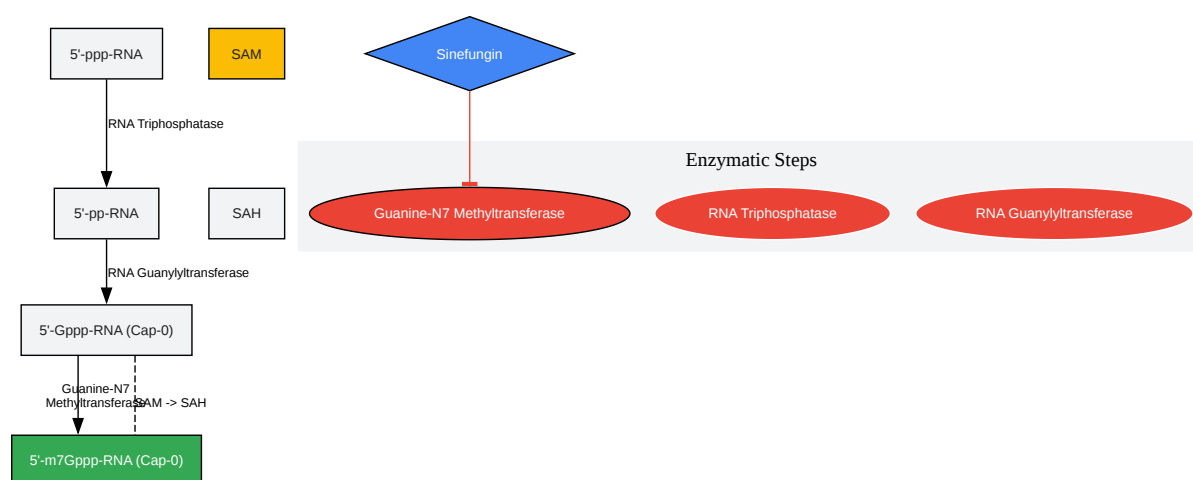 5'-ppp-RNA
SAM
Sinefungin
RNA Triphosphatase
Enzymatic Steps
5'-pp-RNA
SAH
Guanine-N7 Methyltransferase
RNA Triphosphatase
RNA Guanylyltransferase
RNA Guanylyltransferase
5'-Gppp-RNA (Cap-0)
Guanine-N7
Methyltransferase
SAM -> SAH
5'-m7Gppp-RNA (Cap-0)